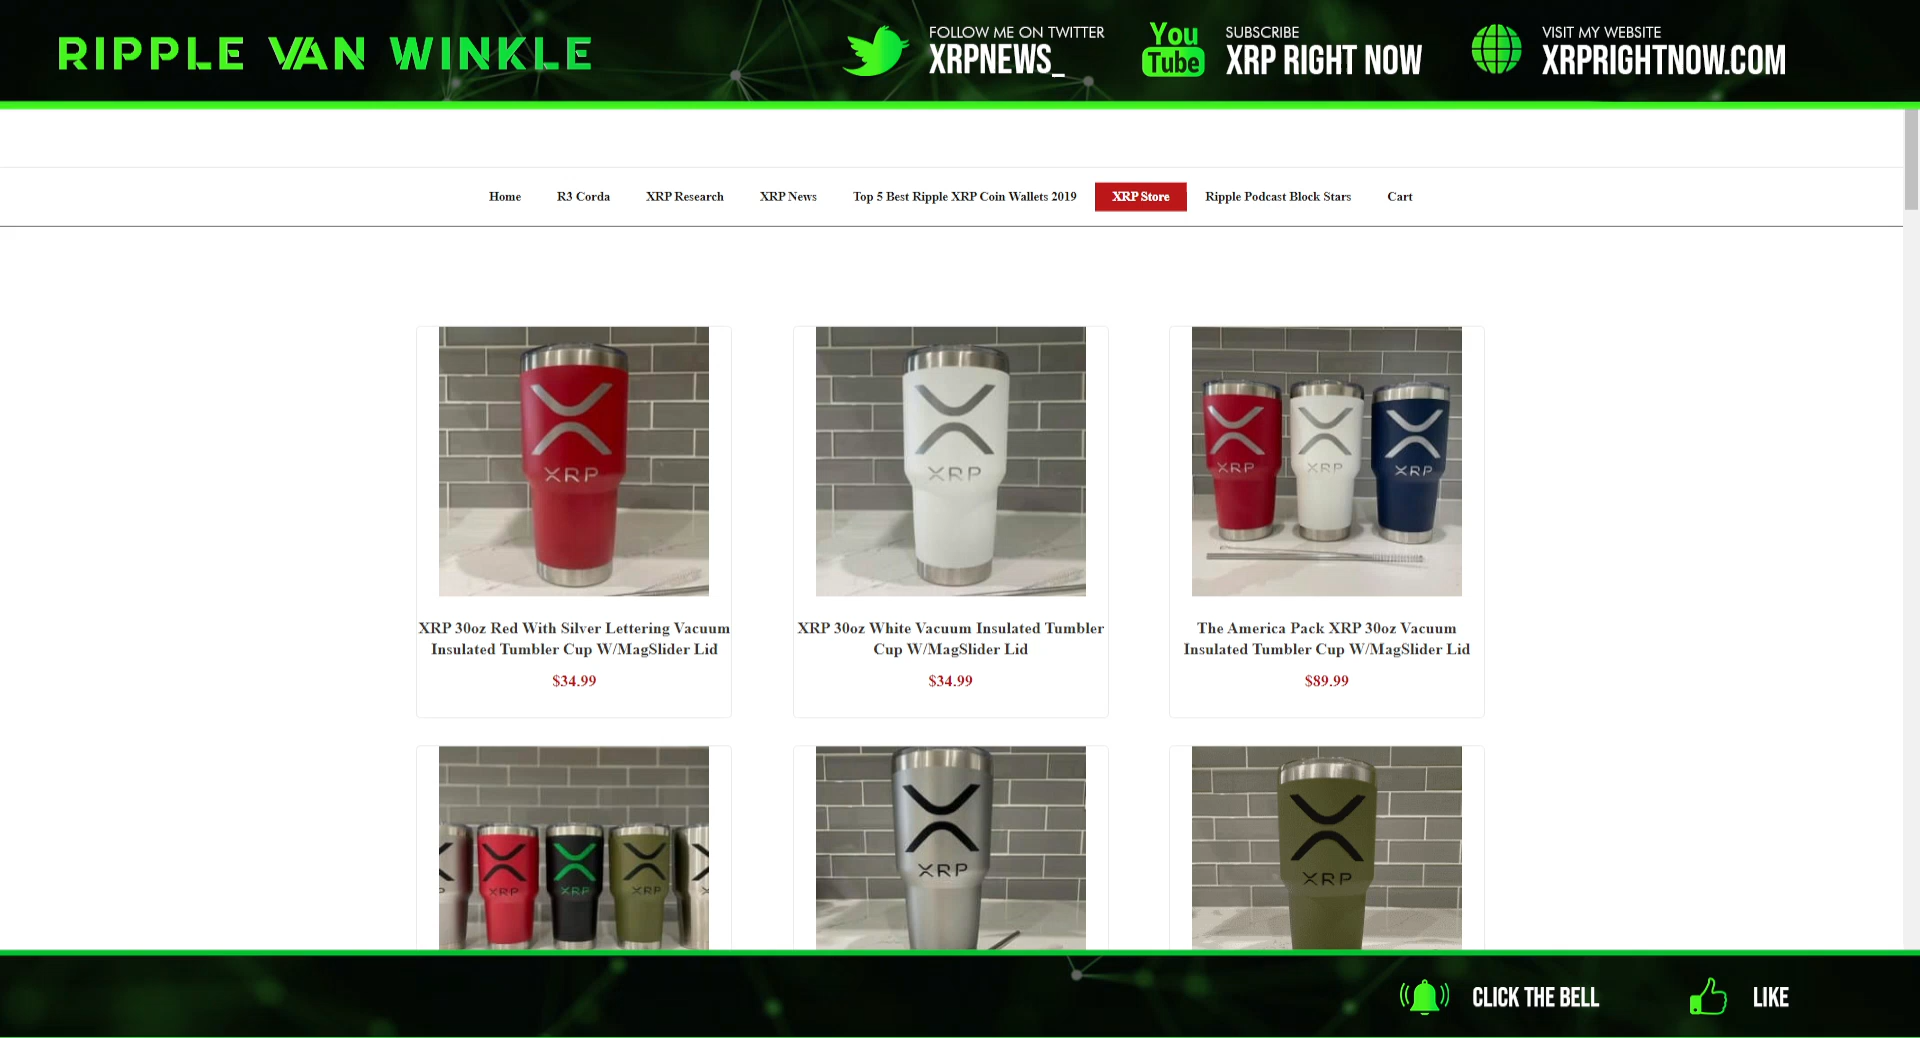 RIPPLE VAN WINKLE
FOLLOW ME ON TWITTER
XRPNEWS_
You
Tube
SUBSCRIBE
XRP RIGHT NOW
VISIT MY WEBSITE
XRPRIGHTNOW.COM
Home R3 Corda XRP Research XRP News Top 5 Best Ripple XRP Coin Wallets 2019 XRP Store Ripple Podcast Block Stars Cart
XRP
XRP
XRP XRP XRP
XRP 30oz Red With Silver Lettering Vacuum
Insulated Tumbler Cup W/MagSlider Lid
$34.99
XRP 30oz White Vacuum Insulated Tumbler
Cup W/MagSlider Lid
$34.99
The America Pack XRP 30oz Vacuum
Insulated Tumbler Cup W/MagSlider Lid
$89.99
XRP XRP XRP
XRP
XRP
CLICK THE BELL
LIKE